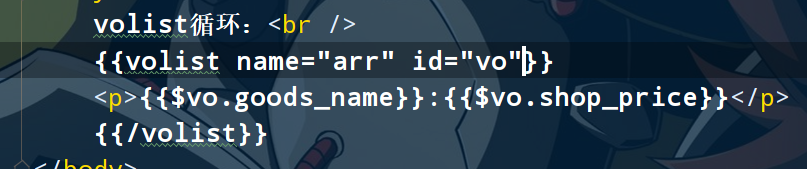 volist循环：<br />
{{volist name="arr" id="vo"}}
<p>{{$vo.goods_name}}:{{$vo.shop_price}}</p>
{{/volist}}
</body>